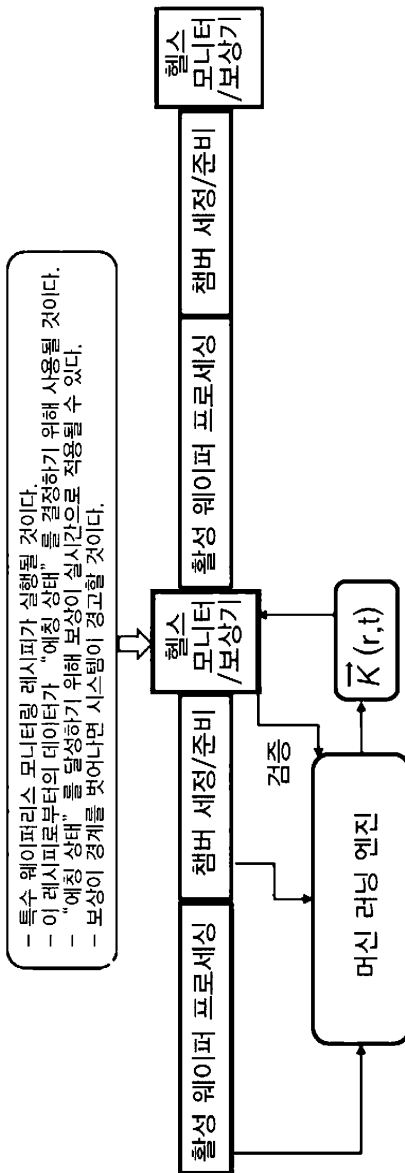 - 특수 웨이퍼리스 모니터링 레시피가 실행될 것이다.
- 이 레시피로부터의 데이터가 “에칭 상태” 를 결정하기 위해 사용될 것이다.
- “에칭 상태” 를 달성하기 위해 보상이 실시간으로 적용될 수 있다.
- 보상이 경계를 벗어나면 시스템이 경고할 것이다.
활성 웨이퍼 프로세싱
챔버 세정/준비
헬스
모니터
/보상기
활성 웨이퍼 프로세싱
챔버 세정/준비
헬스
모니터
/보상기
검증
머신 러닝 엔진
K⃗ (r,t)